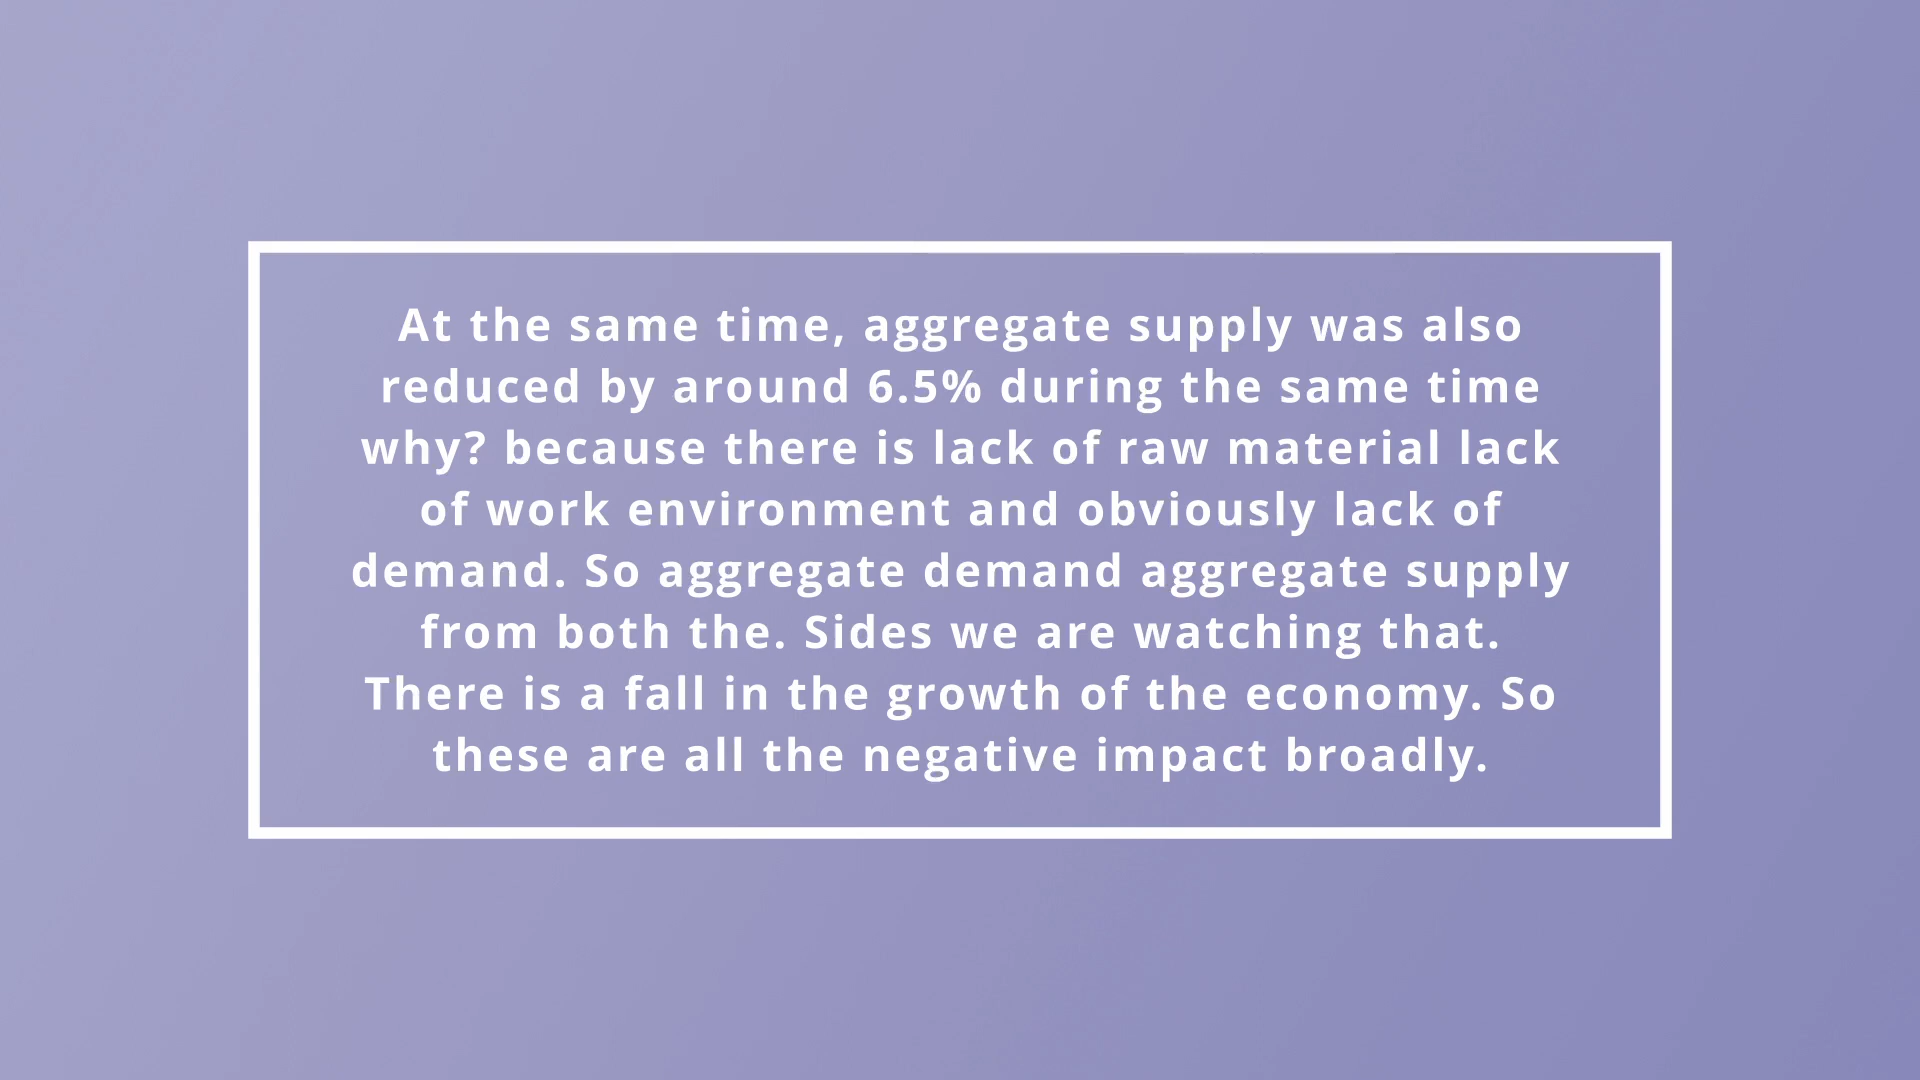 At the same time, aggregate supply was also
reduced by around 6.5% during the same time
why? because there is lack of raw material lack
of work environment and obviously lack of
demand. So aggregate demand aggregate supply
from both the. Sides we are watching that.
There is a fall in the growth of the economy. So
these are all the negative impact broadly.